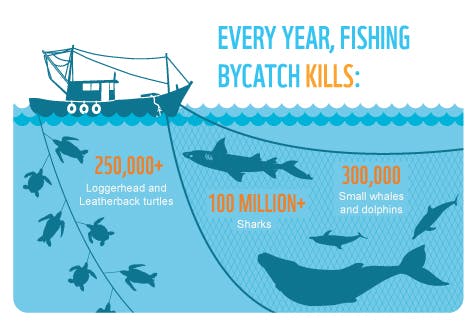 EVERY YEAR, FISHING
BYCATCH KILLS:
250,000+
Loggerhead and
Leatherback turtles
100 MILLION+
Sharks
300,000
Small whales
and dolphins